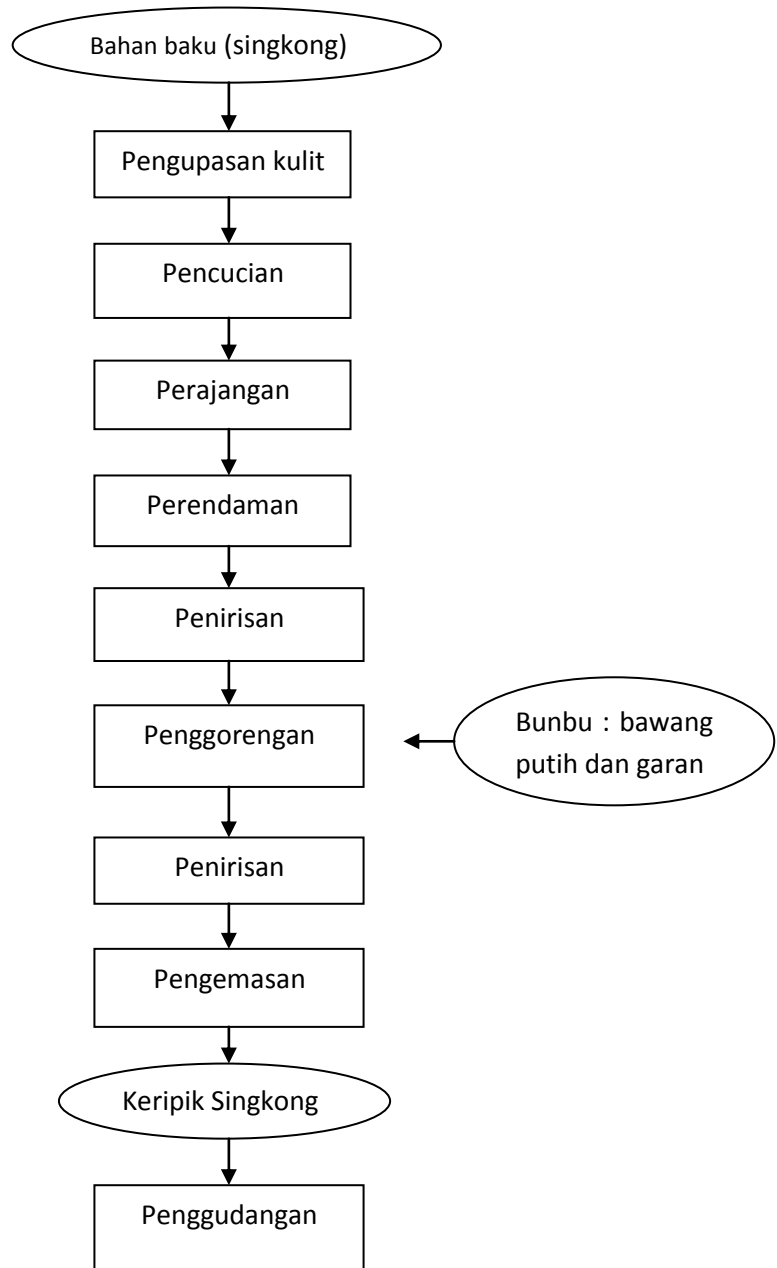 Bahan baku (singkong)
Pengupasan kulit
Pencucian
Perajangan
Perendaman
Penirisan
Penggorengan
Bunbu : bawang
putih dan garan
Penirisan
Pengemasan
Keripik Singkong
Penggudangan